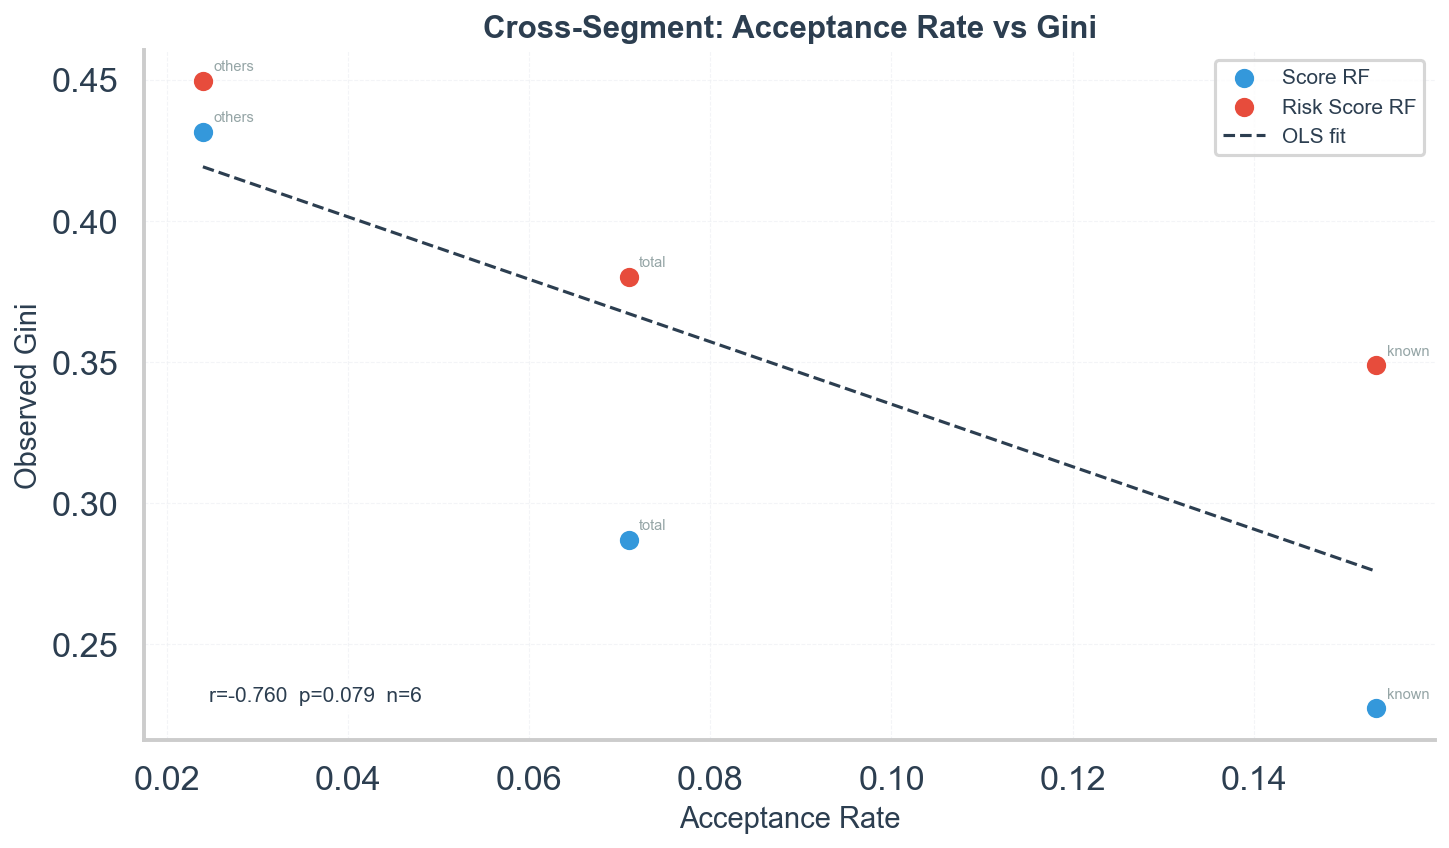 Cross-Segment: Acceptance Rate vs Gini
Score RF
Risk Score RF
OLS fit
others
others
total
known
total
known
r=-0.760 p=0.079 n=6
Observed Gini
0.45
0.40
0.35
0.30
0.25
0.02 0.04 0.06 0.08 0.10 0.12 0.14
Acceptance Rate